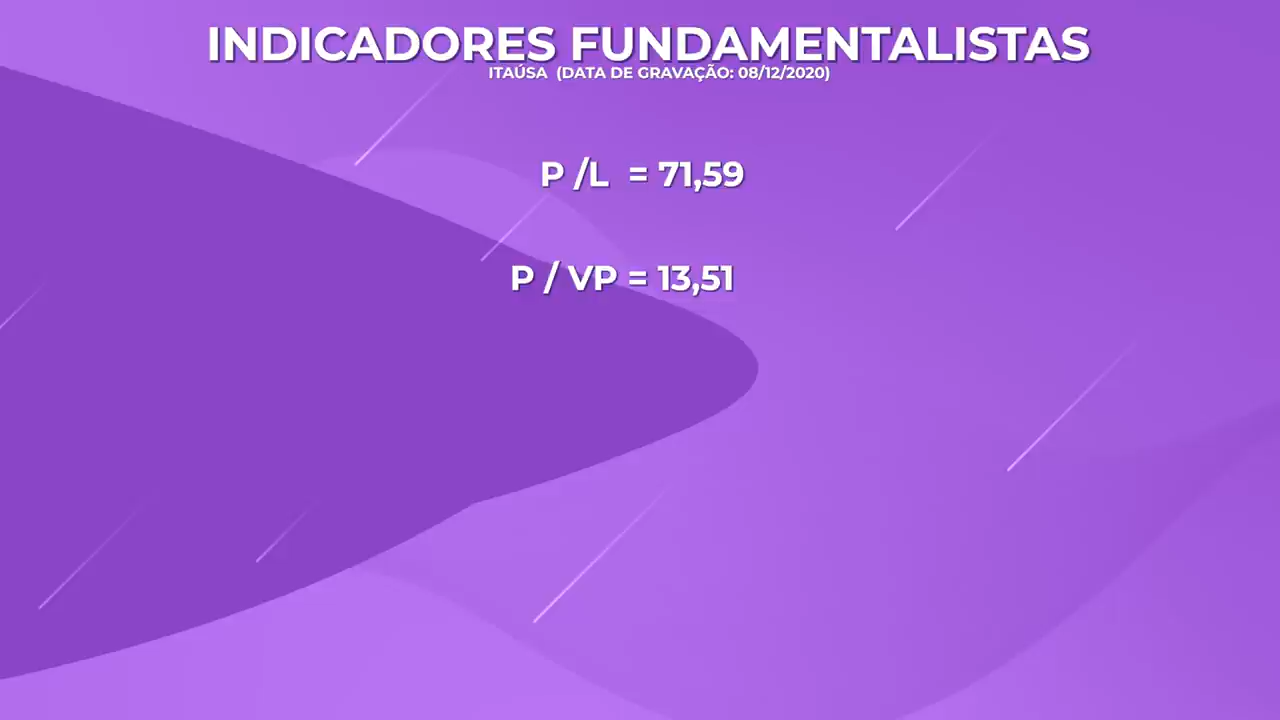 INDICADORES FUNDAMENTALISTAS
ITAÚSA (DATA DE GRAVAÇÃO: 08/12/2020)
P /L = 71,59
P / VP = 13,51